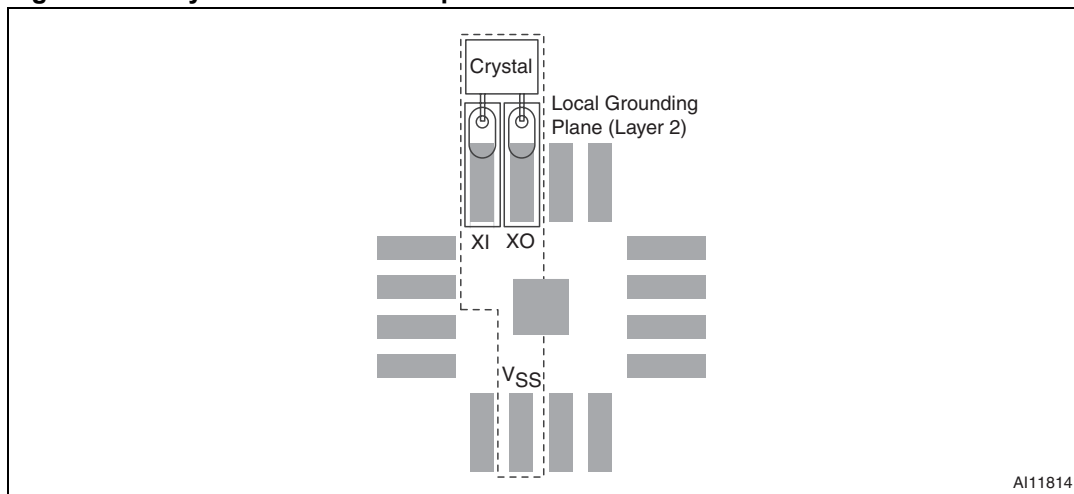 Crystal
Local Grounding
Plane (Layer 2)
XI XO
VSS
AI11814